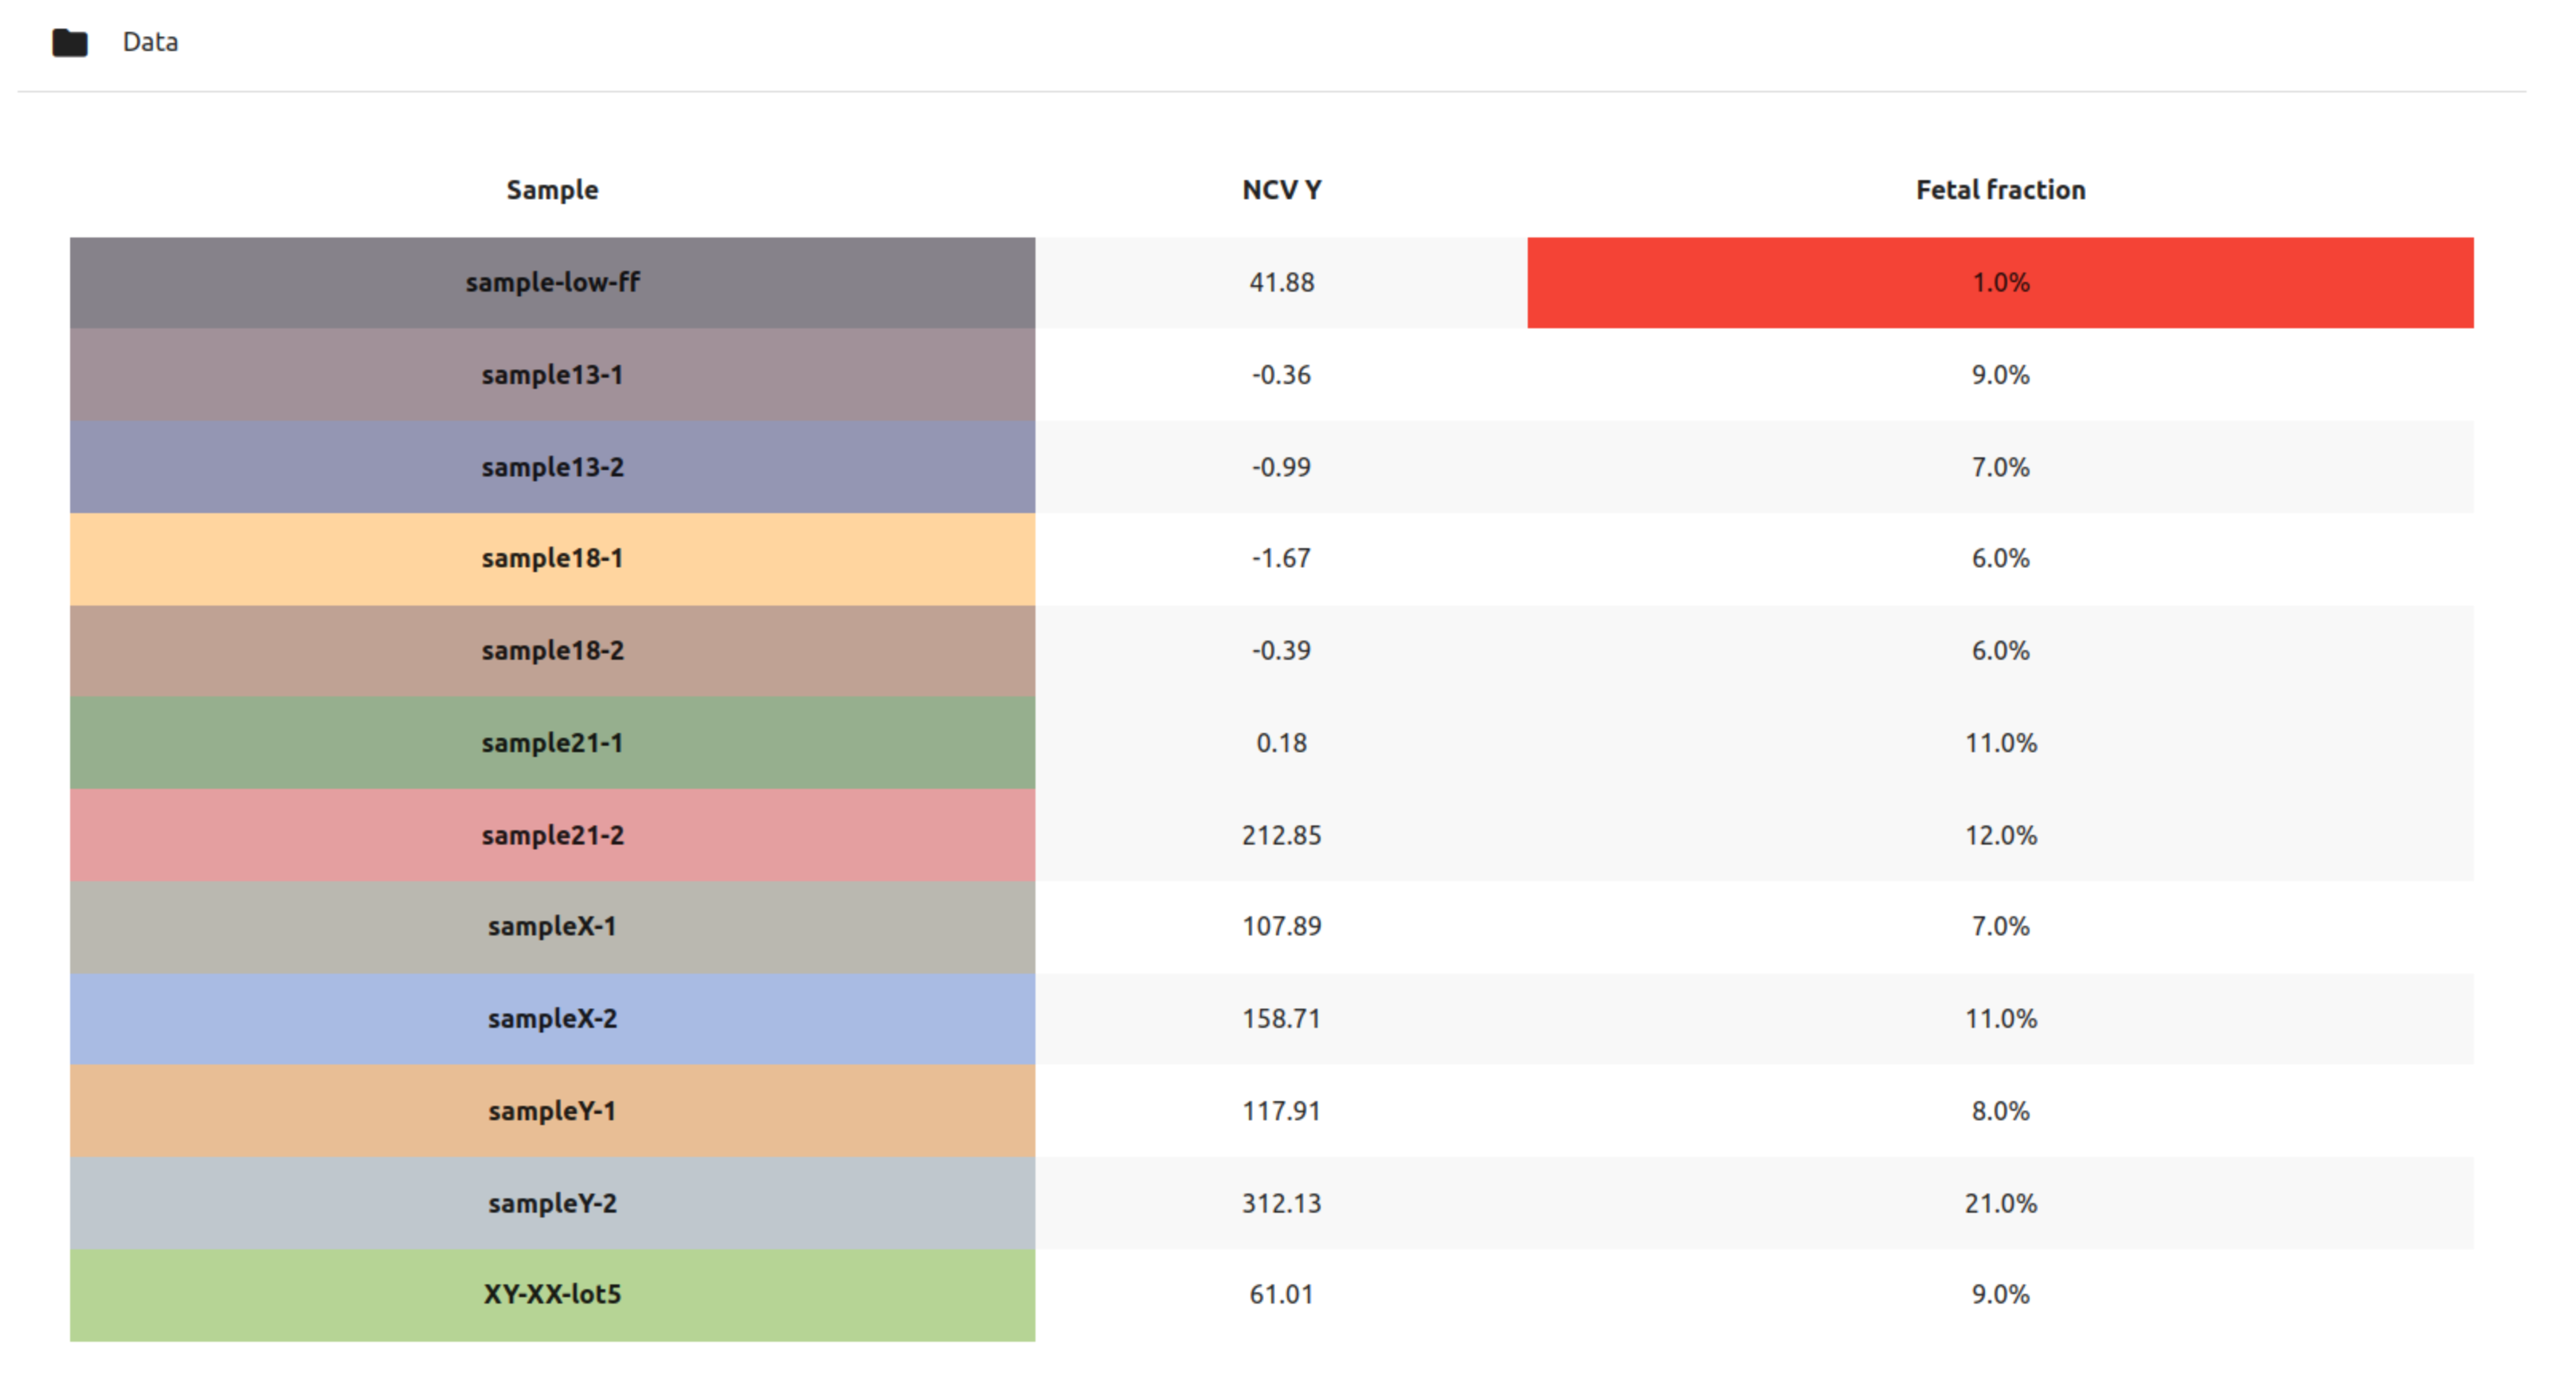 Data
Sample NCV Y Fetal fraction
sample-low-ff 41.88 1.0%
sample13-1 -0.36 9.0%
sample13-2 -0.99 7.0%
sample18-1 -1.67 6.0%
sample18-2 -0.39 6.0%
sample21-1 0.18 11.0%
sample21-2 212.85 12.0%
sampleX-1 107.89 7.0%
sampleX-2 158.71 11.0%
sampleY-1 117.91 8.0%
sampleY-2 312.13 21.0%
XY-XX-lot5 61.01 9.0%